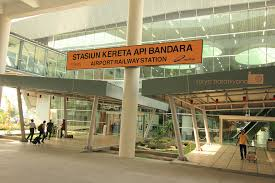 STASIUN KERETA API BANDARA
AIRPORT RAILWAY STATION